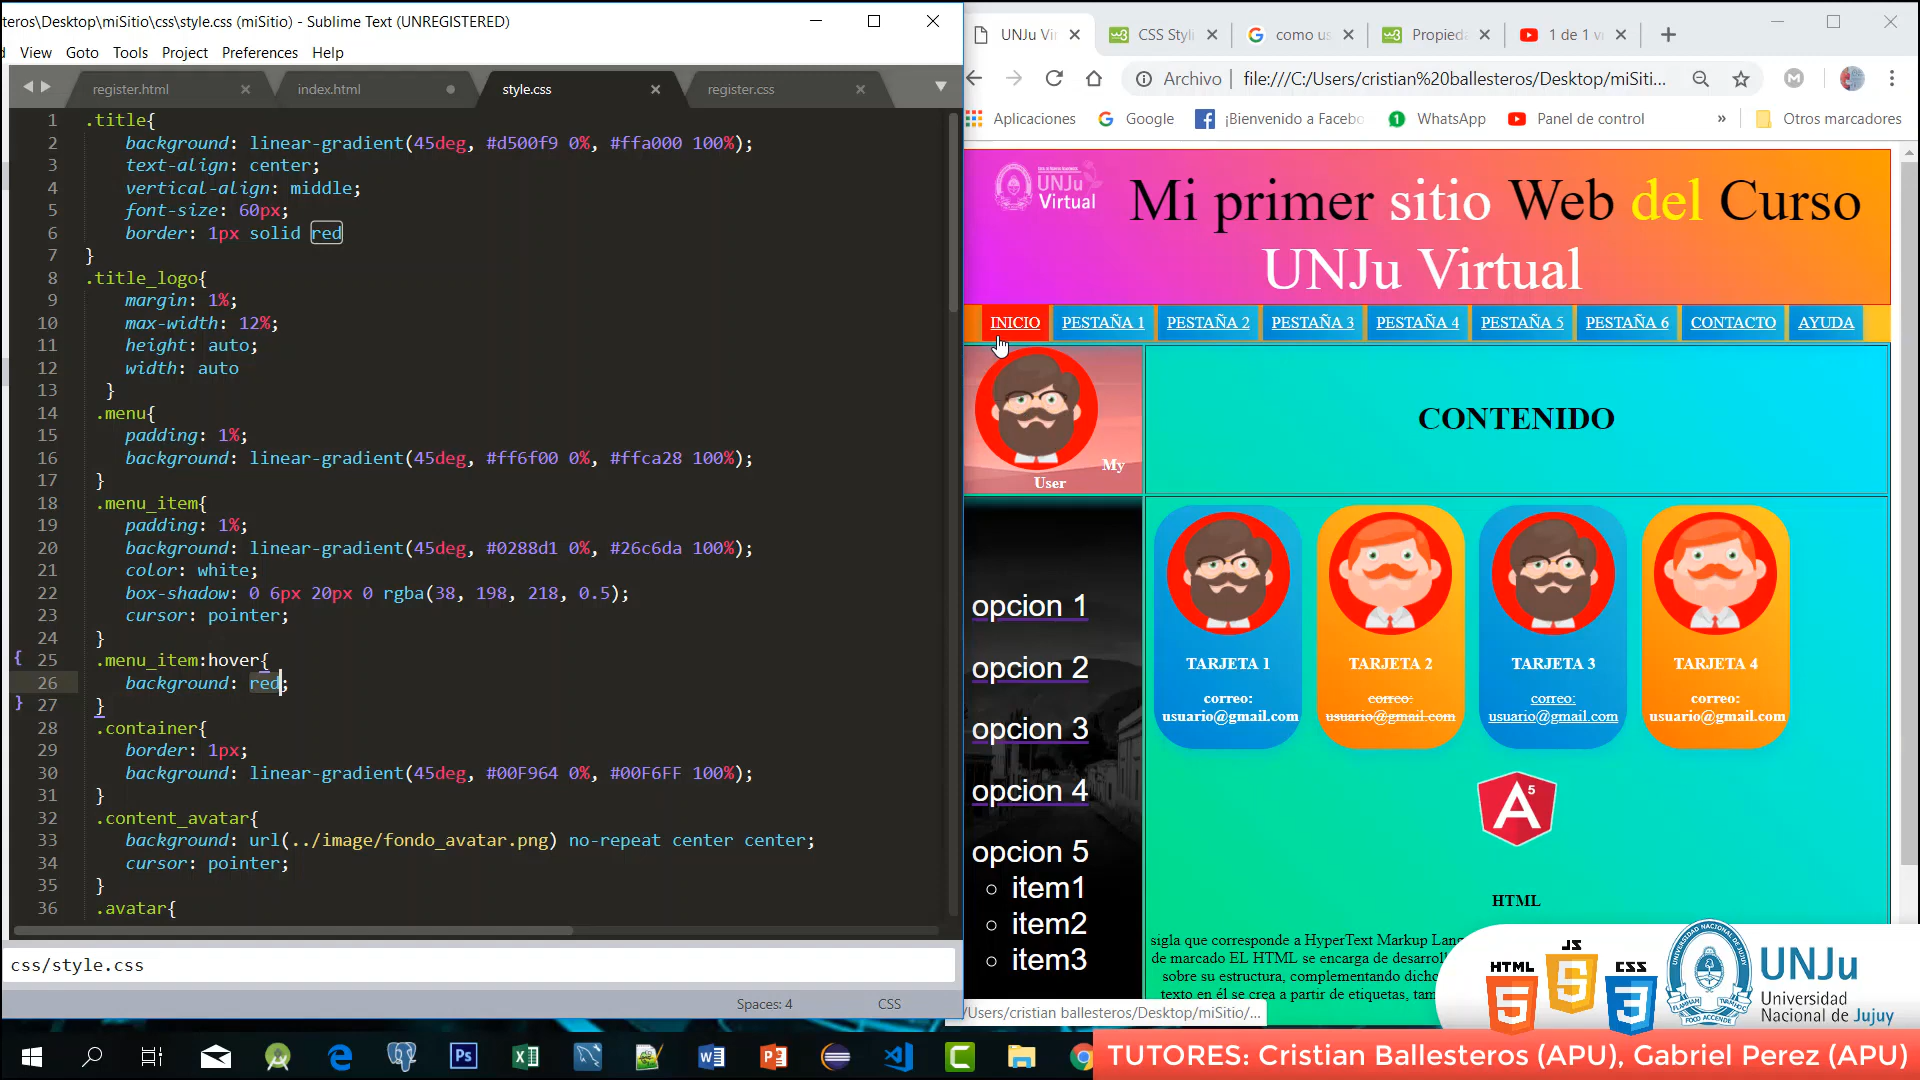 teros\Desktop\miSitio\css\style.css (miSitio) - Sublime Text (UNREGISTERED)
d View Goto Tools Project Preferences Help
register.html
index.html
style.css
register.css
1 .title{
2 background: linear-gradient(45deg, #d500f9 0%, #ffa000 100%);
3 text-align: center;
4 vertical-align: middle;
5 font-size: 60px;
6 border: 1px solid red
7 }
8 .title_logo{
9 margin: 1%;
10 max-width: 12%;
11 height: auto;
12 width: auto
13 }
14 .menu{
15 padding: 1%;
16 background: linear-gradient(45deg, #ff6f00 0%, #ffca28 100%);
17 }
18 .menu_item{
19 padding: 1%;
20 background: linear-gradient(45deg, #0288d1 0%, #26c6da 100%);
21 color: white;
22 box-shadow: 0 6px 20px 0 rgba(38, 198, 218, 0.5);
23 cursor: pointer;
24 }
25 .menu_item:hover{
26 background: red;
27 }
28 .container{
29 border: 1px;
30 background: linear-gradient(45deg, #00F964 0%, #00F6FF 100%);
31 }
32 .content_avatar{
33 background: url(../image/fondo_avatar.png) no-repeat center center;
34 cursor: pointer;
35 }
36 .avatar{
css/style.css
Spaces: 4
CSS
UNJu Vir
CSS Styli
como us
Propieda
1 de 1 v
Archivo
file:///C:/Users/cristian%20ballesteros/Desktop/miSiti...
Aplicaciones
Google
¡Bienvenido a Facebo
WhatsApp
Panel de control
»
Otros marcadores
UNJu
Virtual
Mi primer sitio Web del Curso
UNJu Virtual
INICIO
PESTAÑA 1
PESTAÑA 2
PESTAÑA 3
PESTAÑA 4
PESTAÑA 5
PESTAÑA 6
CONTACTO
AYUDA
My
User
CONTENIDO
opcion 1
opcion 2
opcion 3
opcion 4
opcion 5
item1
item2
item3
TARJETA 1
correo:
usuario@gmail.com
TARJETA 2
correo:
usuario@gmail.com
TARJETA 3
correo:
usuario@gmail.com
TARJETA 4
correo:
usuario@gmail.com
A 5
HTML
sigla que corresponde a HyperText Markup Lang
de marcado EL HTML se encarga de desarroll
sobre su estructura, complementando dicho
texto en él se crea a partir de etiquetas, tam
/Users/cristian ballesteros/Desktop/miSitio/...
HTML
5
JS
5
CSS
3
UNJu
Universidad
Nacional de Jujuy
TUTORES: Cristian Ballesteros (APU), Gabriel Perez (APU)